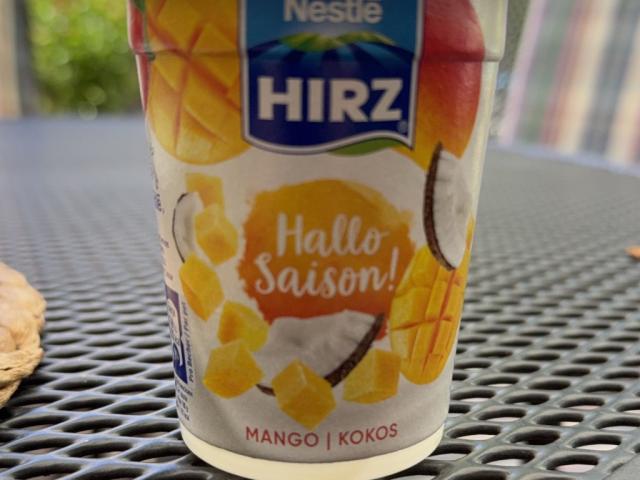 Nestlé
HIRZ
Hallo
Saison!
MANGO | KOKOS